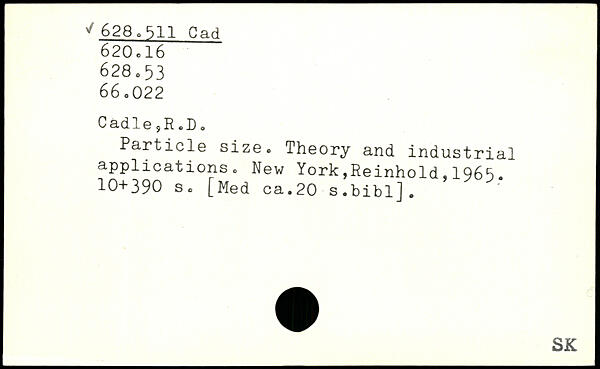 ✓ 628.511 Cad
620.16
628.53
66.022
Cadle,R.D.
Particle size. Theory and industrial
applications. New York,Reinhold,1965.
10+390 s. [Med ca.20 s.bibl].
SK